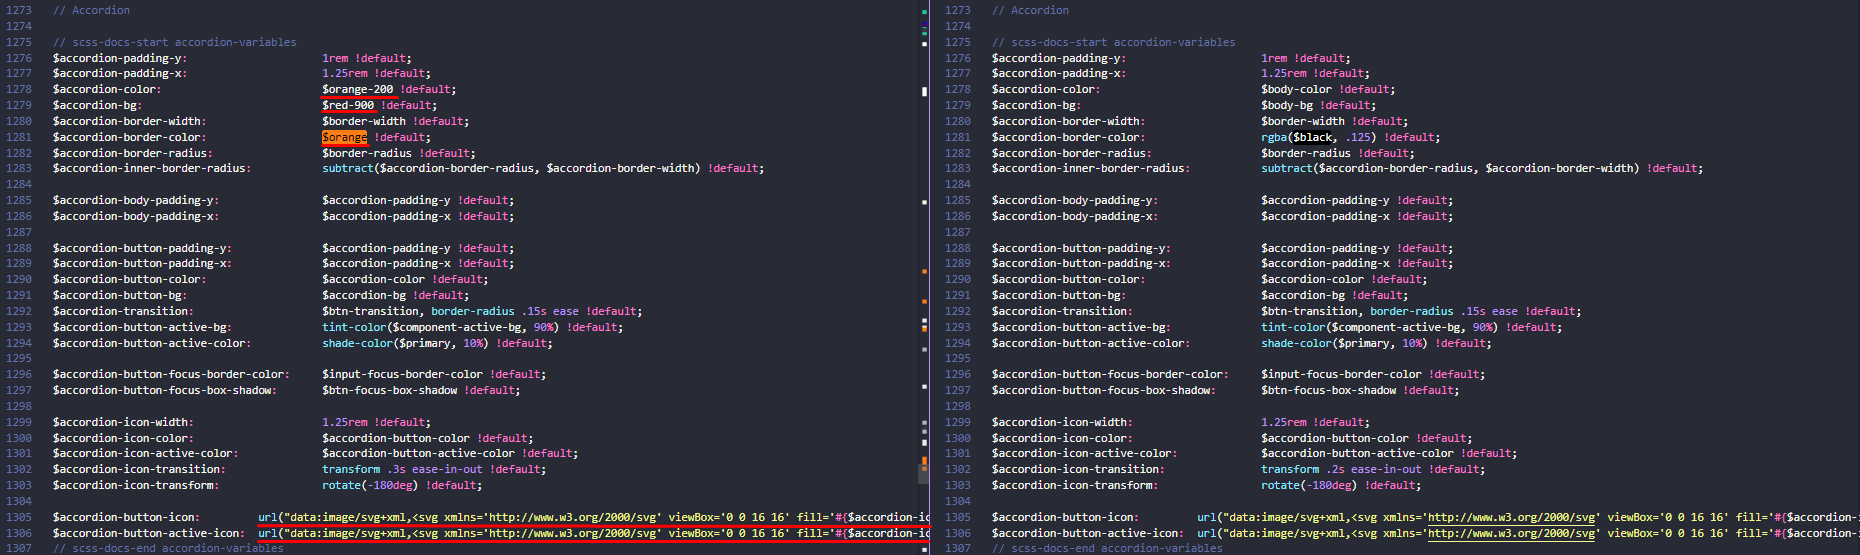 1273 // Accordion
1274
1275 // scss-docs-start accordion-variables
1276 $accordion-padding-y: 1rem !default;
1277 $accordion-padding-x: 1.25rem !default;
1278 $accordion-color: $orange-200 !default;
1279 $accordion-bg: $red-900 !default;
1280 $accordion-border-width: $border-width !default;
1281 $accordion-border-color: $orange !default;
1282 $accordion-border-radius: $border-radius !default;
1283 $accordion-inner-border-radius: subtract($accordion-border-radius, $accordion-border-width) !default;
1284
1285 $accordion-body-padding-y: $accordion-padding-y !default;
1286 $accordion-body-padding-x: $accordion-padding-x !default;
1287
1288 $accordion-button-padding-y: $accordion-padding-y !default;
1289 $accordion-button-padding-x: $accordion-padding-x !default;
1290 $accordion-button-color: $accordion-color !default;
1291 $accordion-button-bg: $accordion-bg !default;
1292 $accordion-transition: $btn-transition, border-radius .15s ease !default;
1293 $accordion-button-active-bg: tint-color($component-active-bg, 90%) !default;
1294 $accordion-button-active-color: shade-color($primary, 10%) !default;
1295
1296 $accordion-button-focus-border-color: $input-focus-border-color !default;
1297 $accordion-button-focus-box-shadow: $btn-focus-box-shadow !default;
1298
1299 $accordion-icon-width: 1.25rem !default;
1300 $accordion-icon-color: $accordion-button-color !default;
1301 $accordion-icon-active-color: $accordion-button-active-color !default;
1302 $accordion-icon-transition: transform .3s ease-in-out !default;
1303 $accordion-icon-transform: rotate(-180deg) !default;
1304
1305 $accordion-button-icon: url("data:image/svg+xml,<svg xmlns='http://www.w3.org/2000/svg' viewBox='0 0 16 16' fill='#{$accordion-ic
1306 $accordion-button-active-icon: url("data:image/svg+xml,<svg xmlns='http://www.w3.org/2000/svg' viewBox='0 0 16 16' fill='#{$accordion-ic
1307 // scss-docs-end accordion-variables
1273 // Accordion
1274
1275 // scss-docs-start accordion-variables
1276 $accordion-padding-y: 1rem !default;
1277 $accordion-padding-x: 1.25rem !default;
1278 $accordion-color: $body-color !default;
1279 $accordion-bg: $body-bg !default;
1280 $accordion-border-width: $border-width !default;
1281 $accordion-border-color: rgba($black, .125) !default;
1282 $accordion-border-radius: $border-radius !default;
1283 $accordion-inner-border-radius: subtract($accordion-border-radius, $accordion-border-width) !default;
1284
1285 $accordion-body-padding-y: $accordion-padding-y !default;
1286 $accordion-body-padding-x: $accordion-padding-x !default;
1287
1288 $accordion-button-padding-y: $accordion-padding-y !default;
1289 $accordion-button-padding-x: $accordion-padding-x !default;
1290 $accordion-button-color: $accordion-color !default;
1291 $accordion-button-bg: $accordion-bg !default;
1292 $accordion-transition: $btn-transition, border-radius .15s ease !default;
1293 $accordion-button-active-bg: tint-color($component-active-bg, 90%) !default;
1294 $accordion-button-active-color: shade-color($primary, 10%) !default;
1295
1296 $accordion-button-focus-border-color: $input-focus-border-color !default;
1297 $accordion-button-focus-box-shadow: $btn-focus-box-shadow !default;
1298
1299 $accordion-icon-width: 1.25rem !default;
1300 $accordion-icon-color: $accordion-button-color !default;
1301 $accordion-icon-active-color: $accordion-button-active-color !default;
1302 $accordion-icon-transition: transform .2s ease-in-out !default;
1303 $accordion-icon-transform: rotate(-180deg) !default;
1304
1305 $accordion-button-icon: url("data:image/svg+xml,<svg xmlns='http://www.w3.org/2000/svg' viewBox='0 0 16 16' fill='#{$accordion-i
1306 $accordion-button-active-icon: url("data:image/svg+xml,<svg xmlns='http://www.w3.org/2000/svg' viewBox='0 0 16 16' fill='#{$accordion-i
1307 // scss-docs-end accordion-variables